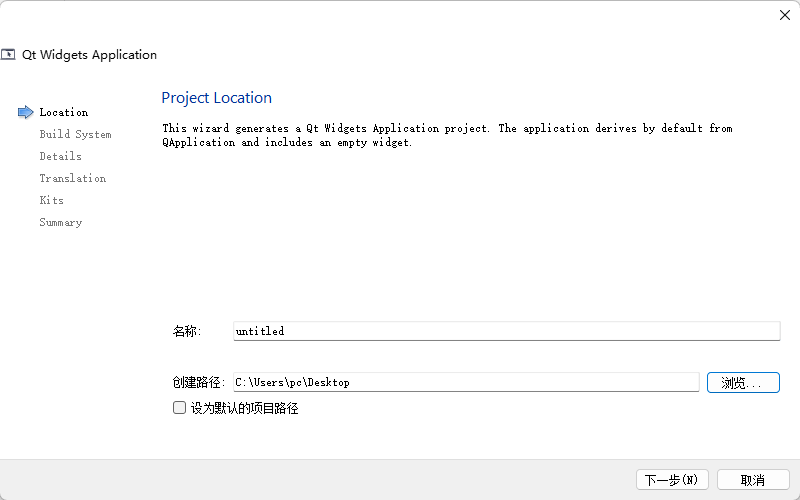 Qt Widgets Application
Location
Build System
Details
Translation
Kits
Summary
Project Location
This wizard generates a Qt Widgets Application project. The application derives by default from
QApplication and includes an empty widget.
名称:
untitled
创建路径:
C:\Users\pc\Desktop
浏览...
设为默认的项目路径
下一步(N)
取消